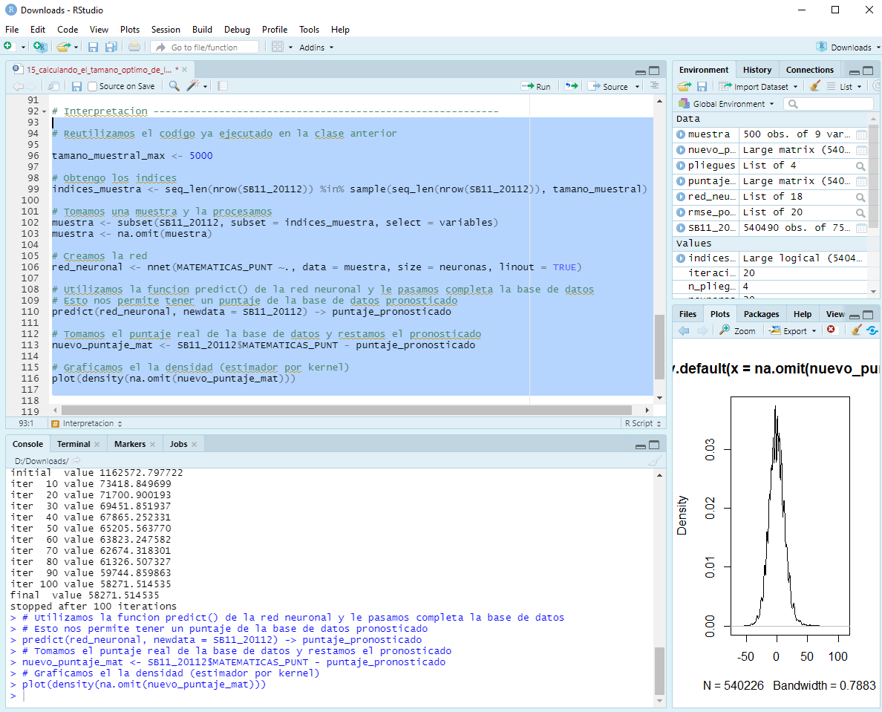 Downloads - RStudio
File Edit Code View Plots Session Build Debug Profile Tools Help
Go to file/function Addins Downloads
15_calculando_el_tamano_optimo_de_l... *
Source on Save Run Source
91
92 # Interpretacion ----------------------------------------------------------
93
94 # Reutilizamos el codigo ya ejecutado en la clase anterior
95
96 tamano_muestral_max <- 5000
97
98 # Obtengo los indices
99 indices_muestra <- seq_len(nrow(SB11_20112)) %in% sample(seq_len(nrow(SB11_20112)), tamano_muestral)
100
101 # Tomamos una muestra y la procesamos
102 muestra <- subset(SB11_20112, subset = indices_muestra, select = variables)
103 muestra <- na.omit(muestra)
104
105 # Creamos la red
106 red_neuronal <- nnet(MATEMATICAS_PUNT ~., data = muestra, size = neuronas, linout = TRUE)
107
108 # Utilizamos la funcion predict() de la red neuronal y le pasamos completa la base de datos
109 # Esto nos permite tener un puntaje de la base de datos pronosticado
110 predict(red_neuronal, newdata = SB11_20112) -> puntaje_pronosticado
111
112 # Tomamos el puntaje real de la base de datos y restamos el pronosticado
113 nuevo_puntaje_mat <- SB11_20112$MATEMATICAS_PUNT - puntaje_pronosticado
114
115 # Graficamos el la densidad (estimador por kernel)
116 plot(density(na.omit(nuevo_puntaje_mat)))
117
118
119
93:1 Interpretacion R Script
Console Terminal Markers Jobs
D:/Downloads/
initial value 1162572.797722
iter 10 value 73418.849699
iter 20 value 71700.900193
iter 30 value 69451.851937
iter 40 value 67865.252331
iter 50 value 65205.563770
iter 60 value 63823.247582
iter 70 value 62674.318301
iter 80 value 61326.507327
iter 90 value 59744.859863
iter 100 value 58271.514535
final value 58271.514535
stopped after 100 iterations
> # Utilizamos la funcion predict() de la red neuronal y le pasamos completa la base de datos
> # Esto nos permite tener un puntaje de la base de datos pronosticado
> predict(red_neuronal, newdata = SB11_20112) -> puntaje_pronosticado
> # Tomamos el puntaje real de la base de datos y restamos el pronosticado
> nuevo_puntaje_mat <- SB11_20112$MATEMATICAS_PUNT - puntaje_pronosticado
> # Graficamos el la densidad (estimador por kernel)
> plot(density(na.omit(nuevo_puntaje_mat)))
>
Environment History Connections
Import Dataset List
Global Environment
Data
muestra 500 obs. of 9 var...
nuevo_p... Large matrix (540...
pliegues List of 4
puntaje... Large matrix (540...
red_neu... List of 18
rmse_po... List of 20
SB11_20... 540490 obs. of 75...
Values
indices... Large logical (5404...
iteraci... 20
n_plieg... 4
Files Plots Packages Help View
Zoom Export
y.default(x = na.omit(nuevo_pu
Density
0.03
0.02
0.01
0.00
-50 0 50 100
N = 540226 Bandwidth = 0.7883